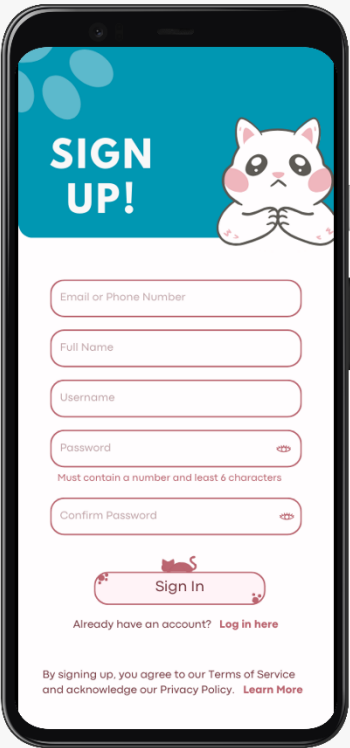 SIGN
UP!
Email or Phone Number
Full Name
Username
Password
Must contain a number and least 6 characters
Confirm Password
Sign In
Already have an account? Log in here
By signing up, you agree to our Terms of Service
and acknowledge our Privacy Policy. Learn More